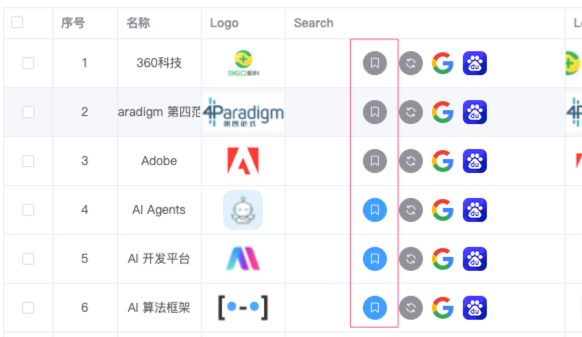 序号 名称 Logo Search
1 360科技 360数科
2 aradigm 第四范 4Paradigm 第四范式
3 Adobe
4 AI Agents
5 AI 开发平台
6 AI 算法框架 [•-•]